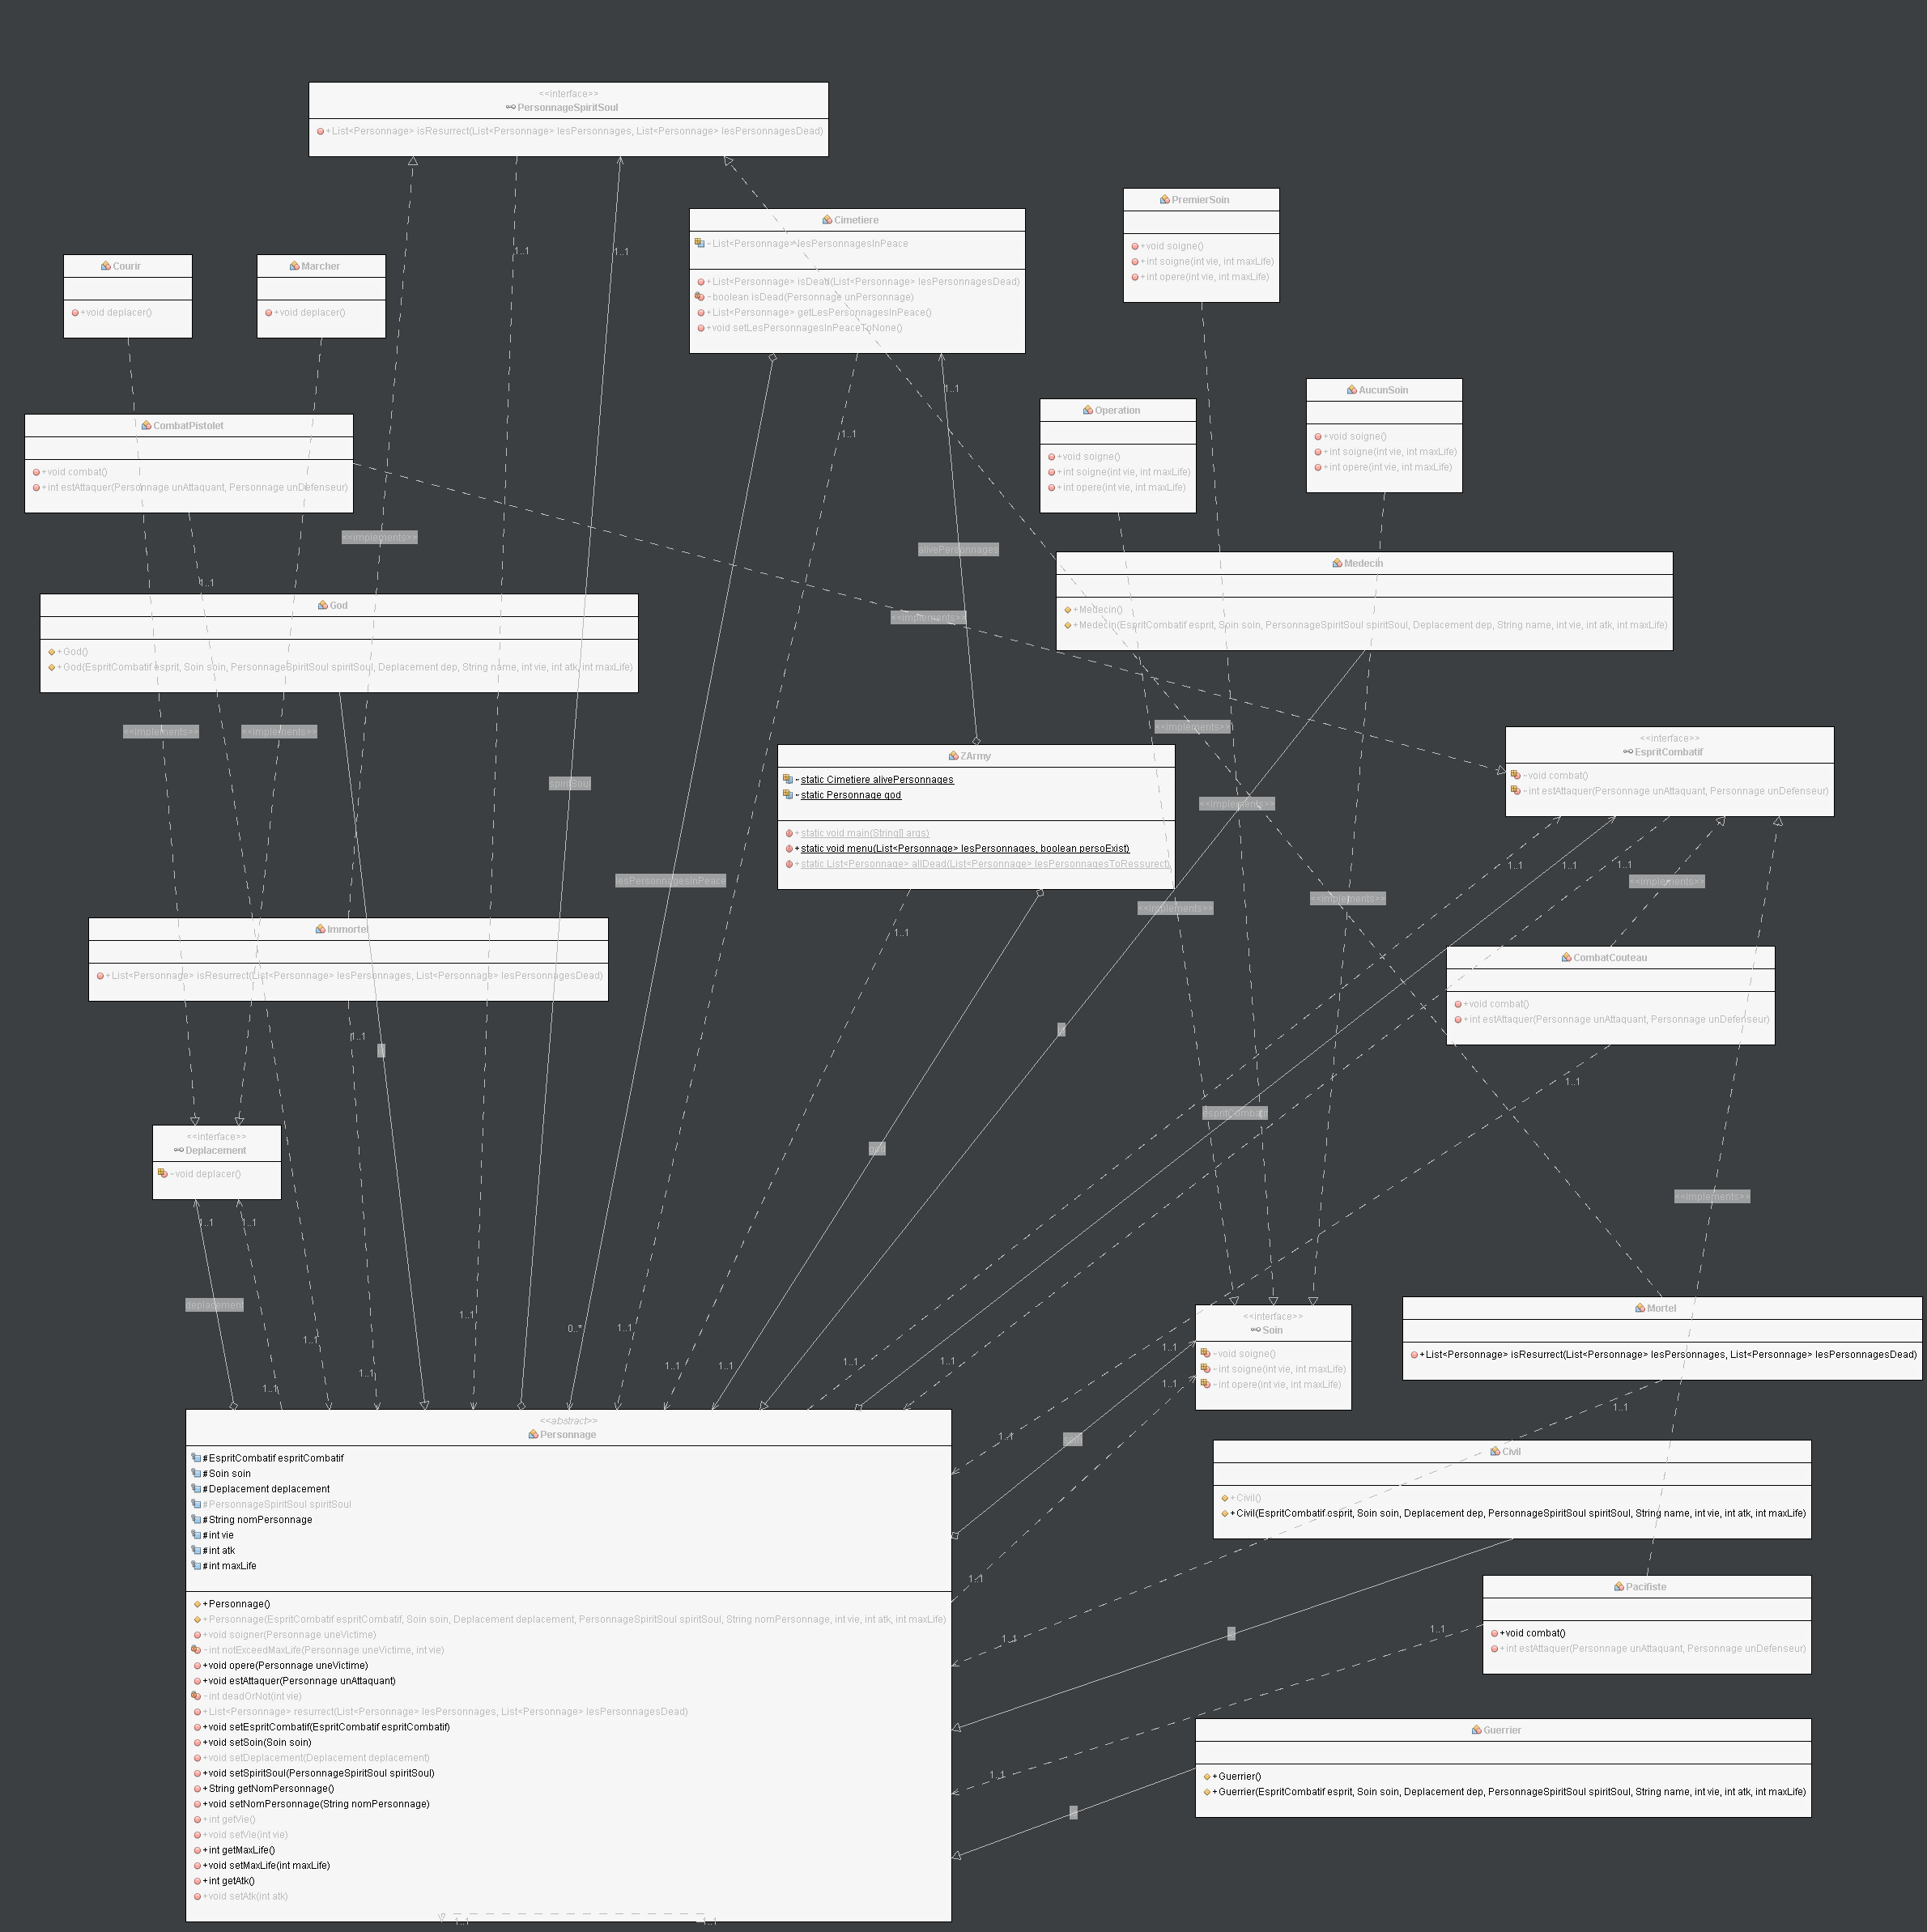 <<interface>>
PersonnageSpiritSoul
+List<Personnage> isResurrect(List<Personnage> lesPersonnages, List<Personnage> lesPersonnagesDead)
Cimetiere
-List<Personnage> lesPersonnagesInPeace
+List<Personnage> isDead(List<Personnage> lesPersonnagesDead)
-boolean isDead(Personnage unPersonnage)
+List<Personnage> getLesPersonnagesInPeace()
+void setLesPersonnagesInPeaceToNone()
PremierSoin
+void soigne()
+int soigne(int vie, int maxLife)
+int opere(int vie, int maxLife)
1..1
1..1
Courir
+void deplacer()
Marcher
+void deplacer()
1..1
1..1
Operation
+void soigne()
+int soigne(int vie, int maxLife)
+int opere(int vie, int maxLife)
AucunSoin
+void soigne()
+int soigne(int vie, int maxLife)
+int opere(int vie, int maxLife)
CombatPistolet
+void combat()
+int estAttaquer(Personnage unAttaquant, Personnage unDefenseur)
<<implements>>
alivePersonnages
1..1
God
+God()
+God(EspritCombatif esprit, Soin soin, PersonnageSpiritSoul spiritSoul, Deplacement dep, String name, int vie, int atk, int maxLife)
<<implements>>
Medecin
+Medecin()
+Medecin(EspritCombatif esprit, Soin soin, PersonnageSpiritSoul spiritSoul, Deplacement dep, String name, int vie, int atk, int maxLife)
<<implements>>
<<implements>>
<<implements>>
<<implements>>
spiritSoul
ZArmy
-static Cimetiere alivePersonnages
-static Personnage god
+static void main(String[] args)
+static void menu(List<Personnage> lesPersonnages, boolean persoExist)
+static List<Personnage> allDead(List<Personnage> lesPersonnagesToRessurect)
<<interface>>
EspritCombatif
~void combat()
~int estAttaquer(Personnage unAttaquant, Personnage unDefenseur)
lesPersonnagesInPeace
1..1
1..1
1..1
<<implements>>
<<implements>>
<<implements>>
1..1
Immortel
+List<Personnage> isResurrect(List<Personnage> lesPersonnages, List<Personnage> lesPersonnagesDead)
1..1
CombatCouteau
+void combat()
+int estAttaquer(Personnage unAttaquant, Personnage unDefenseur)
1..1
espritCombatif
<<interface>>
Deplacement
~void deplacer()
1..1
1..1
<<implements>>
deplacement
<<interface>>
Soin
~void soigne()
~int soigne(int vie, int maxLife)
~int opere(int vie, int maxLife)
Mortel
+List<Personnage> isResurrect(List<Personnage> lesPersonnages, List<Personnage> lesPersonnagesDead)
1..1
0..*
1..1
1..1
1..1
1..1
1..1
1..1
1..1
1..1
1..1
1..1
1..1
1..1
<<abstract>>
Personnage
#EspritCombatif espritCombatif
#Soin soin
#Deplacement deplacement
#PersonnageSpiritSoul spiritSoul
#String nomPersonnage
#int vie
#int atk
#int maxLife
+Personnage()
+Personnage(EspritCombatif espritCombatif, Soin soin, Deplacement deplacement, PersonnageSpiritSoul spiritSoul, String nomPersonnage, int vie, int atk, int maxLife)
+void soigner(Personnage uneVictime)
-int notExceedMaxLife(Personnage uneVictime, int vie)
+void opere(Personnage uneVictime)
+void estAttaquer(Personnage unAttaquant)
-int deadOrNot(int vie)
+List<Personnage> resurrect(List<Personnage> lesPersonnages, List<Personnage> lesPersonnagesDead)
+void setEspritCombatif(EspritCombatif espritCombatif)
+void setSoin(Soin soin)
+void setDeplacement(Deplacement deplacement)
+void setSpiritSoul(PersonnageSpiritSoul spiritSoul)
+String getNomPersonnage()
+void setNomPersonnage(String nomPersonnage)
+int getVie()
+void setVie(int vie)
+int getMaxLife()
+void setMaxLife(int maxLife)
+int getAtk()
+void setAtk(int atk)
1..1
1..1
1..1
soin
1..1
Civil
+Civil()
+Civil(EspritCombatif esprit, Soin soin, Deplacement dep, PersonnageSpiritSoul spiritSoul, String name, int vie, int atk, int maxLife)
1..1
Pacifiste
+void combat()
+int estAttaquer(Personnage unAttaquant, Personnage unDefenseur)
1..1
1..1
1..1
Guerrier
+Guerrier()
+Guerrier(EspritCombatif esprit, Soin soin, Deplacement dep, PersonnageSpiritSoul spiritSoul, String name, int vie, int atk, int maxLife)